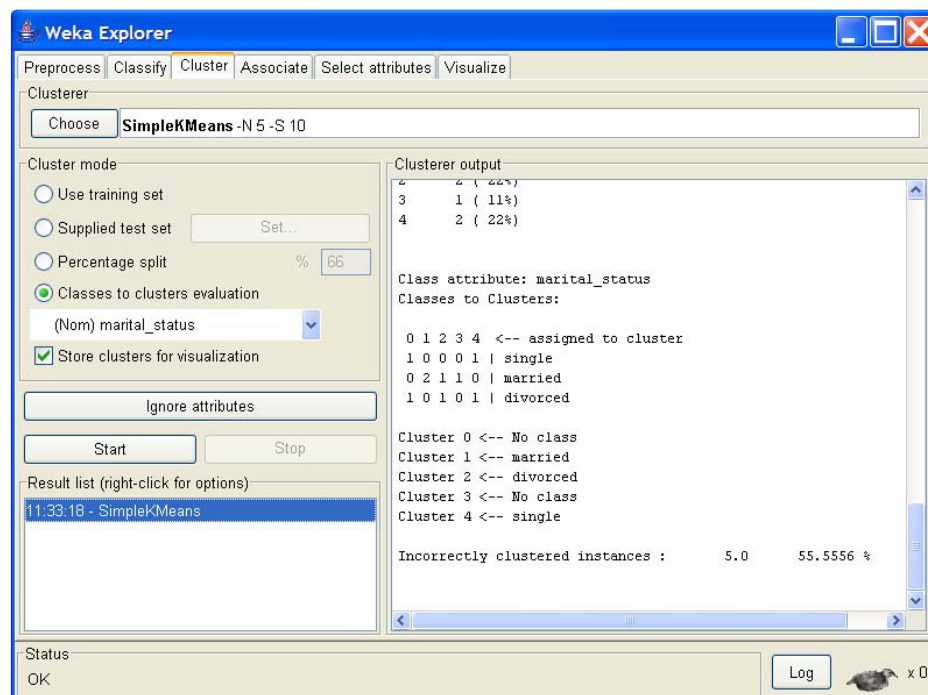 Weka Explorer
Preprocess Classify Cluster Associate Select attributes Visualize
Clusterer
Choose SimpleKMeans -N 5 -S 10
Cluster mode
Use training set
Supplied test set Set...
Percentage split % 66
Classes to clusters evaluation
(Nom) marital_status
Store clusters for visualization
Ignore attributes
Start Stop
Result list (right-click for options)
11:33:18 - SimpleKMeans
Clusterer output
2 2 ( 22%)
3 1 ( 11%)
4 2 ( 22%)
Class attribute: marital_status
Classes to Clusters:
0 1 2 3 4 <-- assigned to cluster
1 0 0 0 1 | single
0 2 1 1 0 | married
1 0 1 0 1 | divorced
Cluster 0 <-- No class
Cluster 1 <-- married
Cluster 2 <-- divorced
Cluster 3 <-- No class
Cluster 4 <-- single
Incorrectly clustered instances : 5.0 55.5556 %
Status
OK
Log x 0